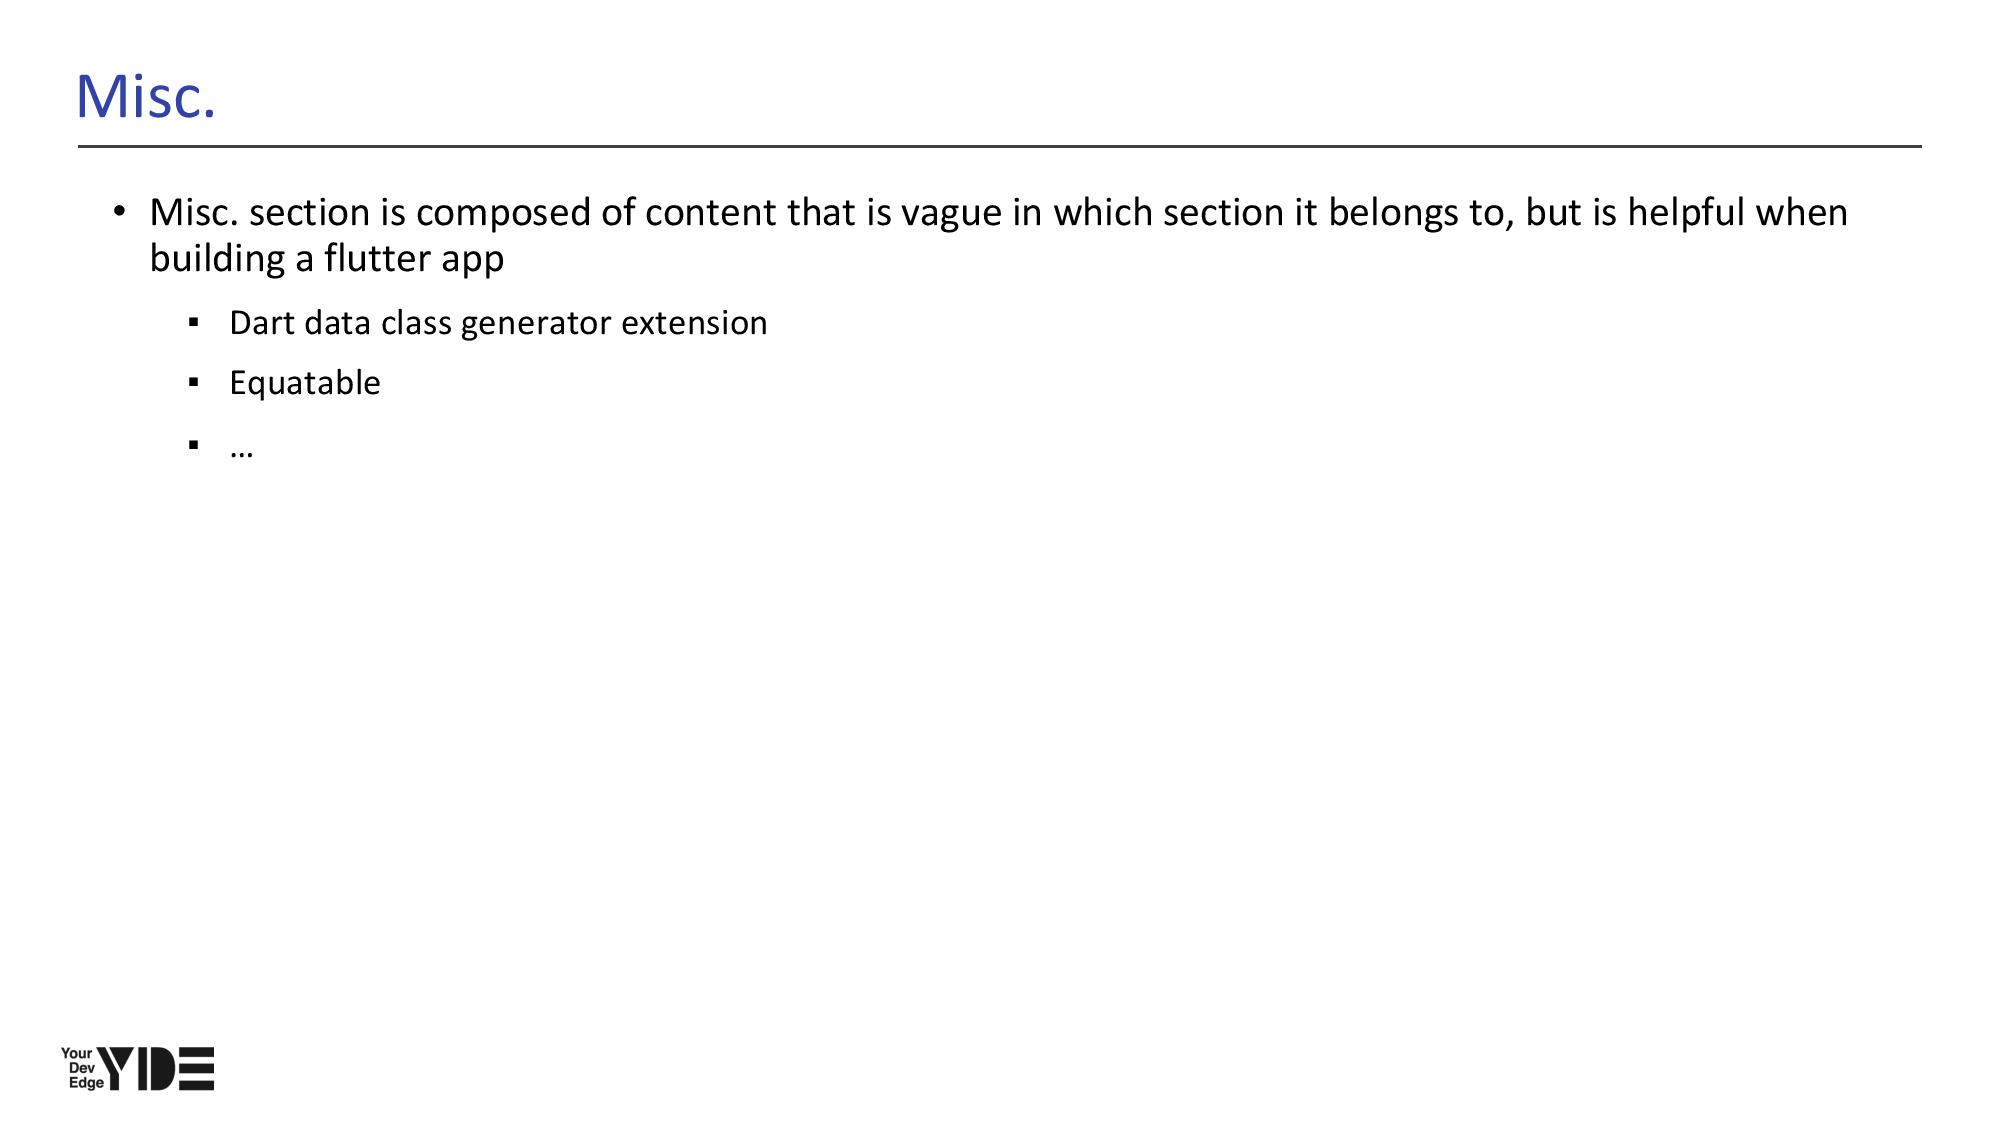 Misc.
• Misc. section is composed of content that is vague in which section it belongs to, but is helpful when
building a flutter app
▪ Dart data class generator extension
▪ Equatable
▪ …
Your
Dev
Edge
YDE